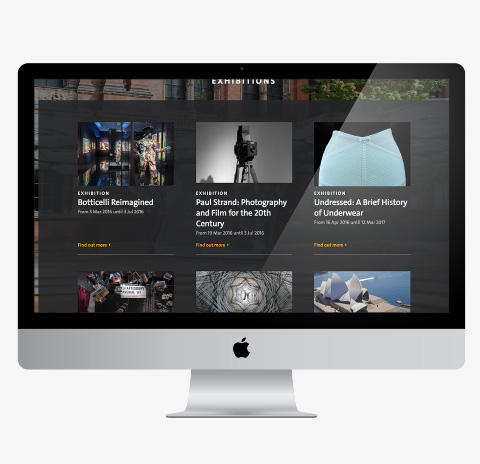 EXHIBITIONS
EXHIBITION
Botticelli Reimagined
From 5 Mar 2016 until 3 Jul 2016
Find out more ›
EXHIBITION
Paul Strand: Photography
and Film for the 20th
Century
From 19 Mar 2016 until 3 Jul 2016
Find out more ›
EXHIBITION
Undressed: A Brief History
of Underwear
From 16 Apr 2016 until 12 Mar 2017
Find out more ›